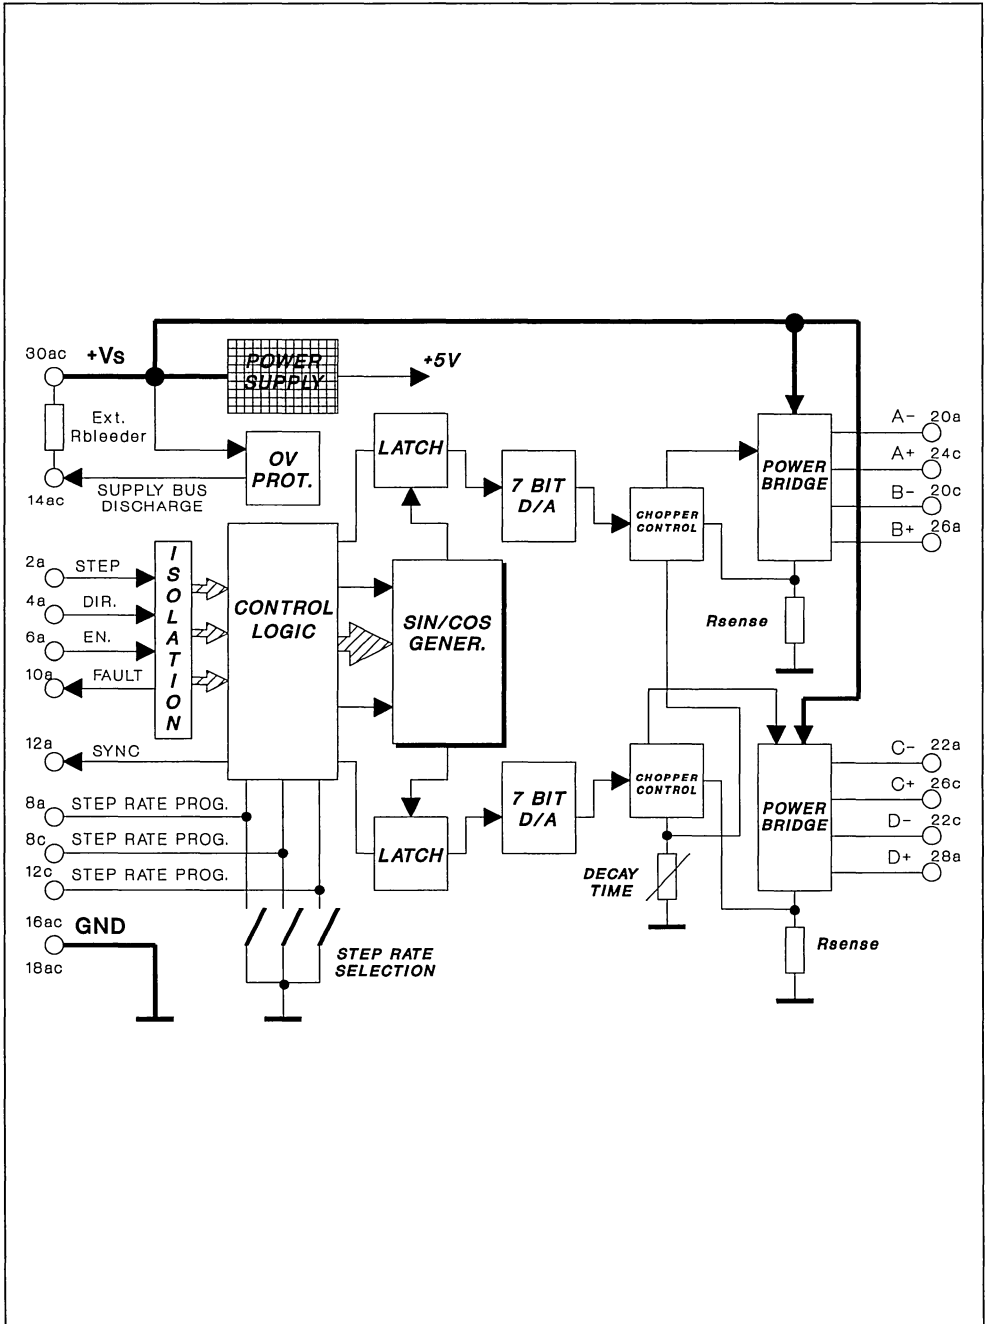 30ac +Vs
POWER SUPPLY
+5V
Ext. Rbleeder
OV PROT.
14ac
SUPPLY BUS DISCHARGE
LATCH
7 BIT D/A
CHOPPER CONTROL
POWER BRIDGE
A- 20a
A+ 24c
B- 20c
B+ 26a
Rsense
2a STEP
4a DIR.
6a EN.
10a FAULT
ISOLATION
CONTROL LOGIC
SIN/COS GENER.
12a SYNC
8a STEP RATE PROG.
8c STEP RATE PROG.
12c STEP RATE PROG.
LATCH
7 BIT D/A
CHOPPER CONTROL
POWER BRIDGE
C- 22a
C+ 26c
D- 22c
D+ 28a
DECAY TIME
Rsense
16ac GND
18ac
STEP RATE SELECTION